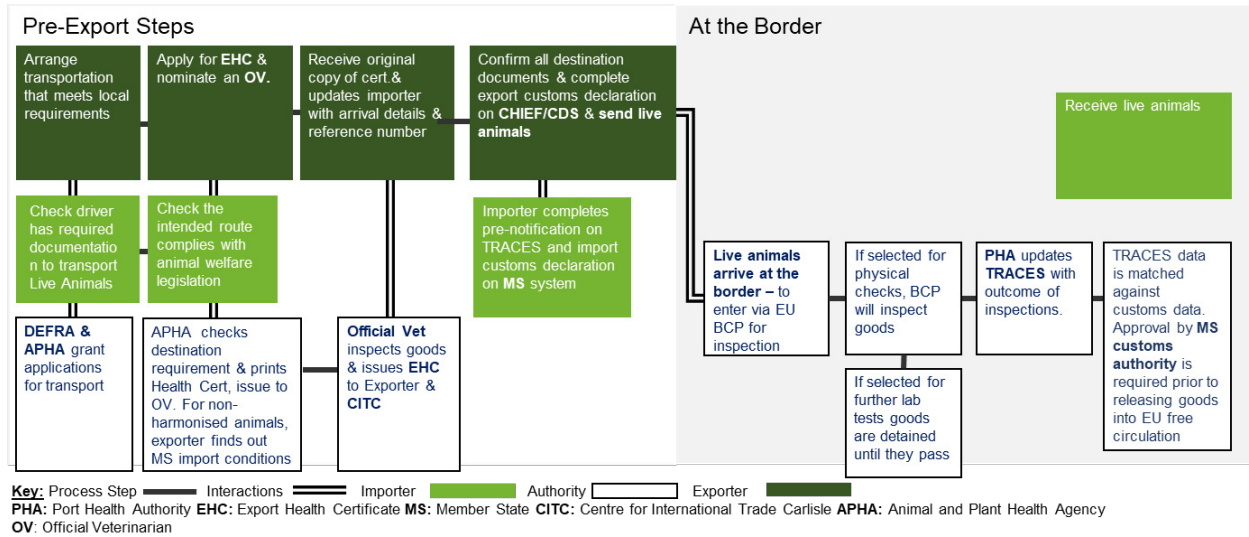 Pre-Export Steps
At the Border
Arrange
transportation
that meets local
requirements
Apply for EHC &
nominate an OV.
Receive original
copy of cert.&
updates importer
with arrival details &
reference number
Confirm all destination
documents & complete
export customs declaration
on CHIEF/CDS & send live
animals
Receive live animals
Check driver
has required
documentatio
n to transport
Live Animals
Check the
intended route
complies with
animal welfare
legislation
Importer completes
pre-notification on
TRACES and import
customs declaration
on MS system
DEFRA &
APHA grant
applications
for transport
APHA checks
destination
requirement & prints
Health Cert, issue to
OV. For non-
harmonised animals,
exporter finds out
MS import conditions
Official Vet
inspects goods
& issues EHC
to Exporter &
CITC
Live animals
arrive at the
border – to
enter via EU
BCP for
inspection
If selected for
physical
checks, BCP
will inspect
goods
PHA updates
TRACES with
outcome of
inspections.
TRACES data
is matched
against
customs data.
Approval by MS
customs
authority is
required prior to
releasing goods
into EU free
circulation
If selected for
further lab
tests goods
are detained
until they pass
Key: Process Step Interactions Importer Authority Exporter
PHA: Port Health Authority EHC: Export Health Certificate MS: Member State CITC: Centre for International Trade Carlisle APHA: Animal and Plant Health Agency
OV: Official Veterinarian